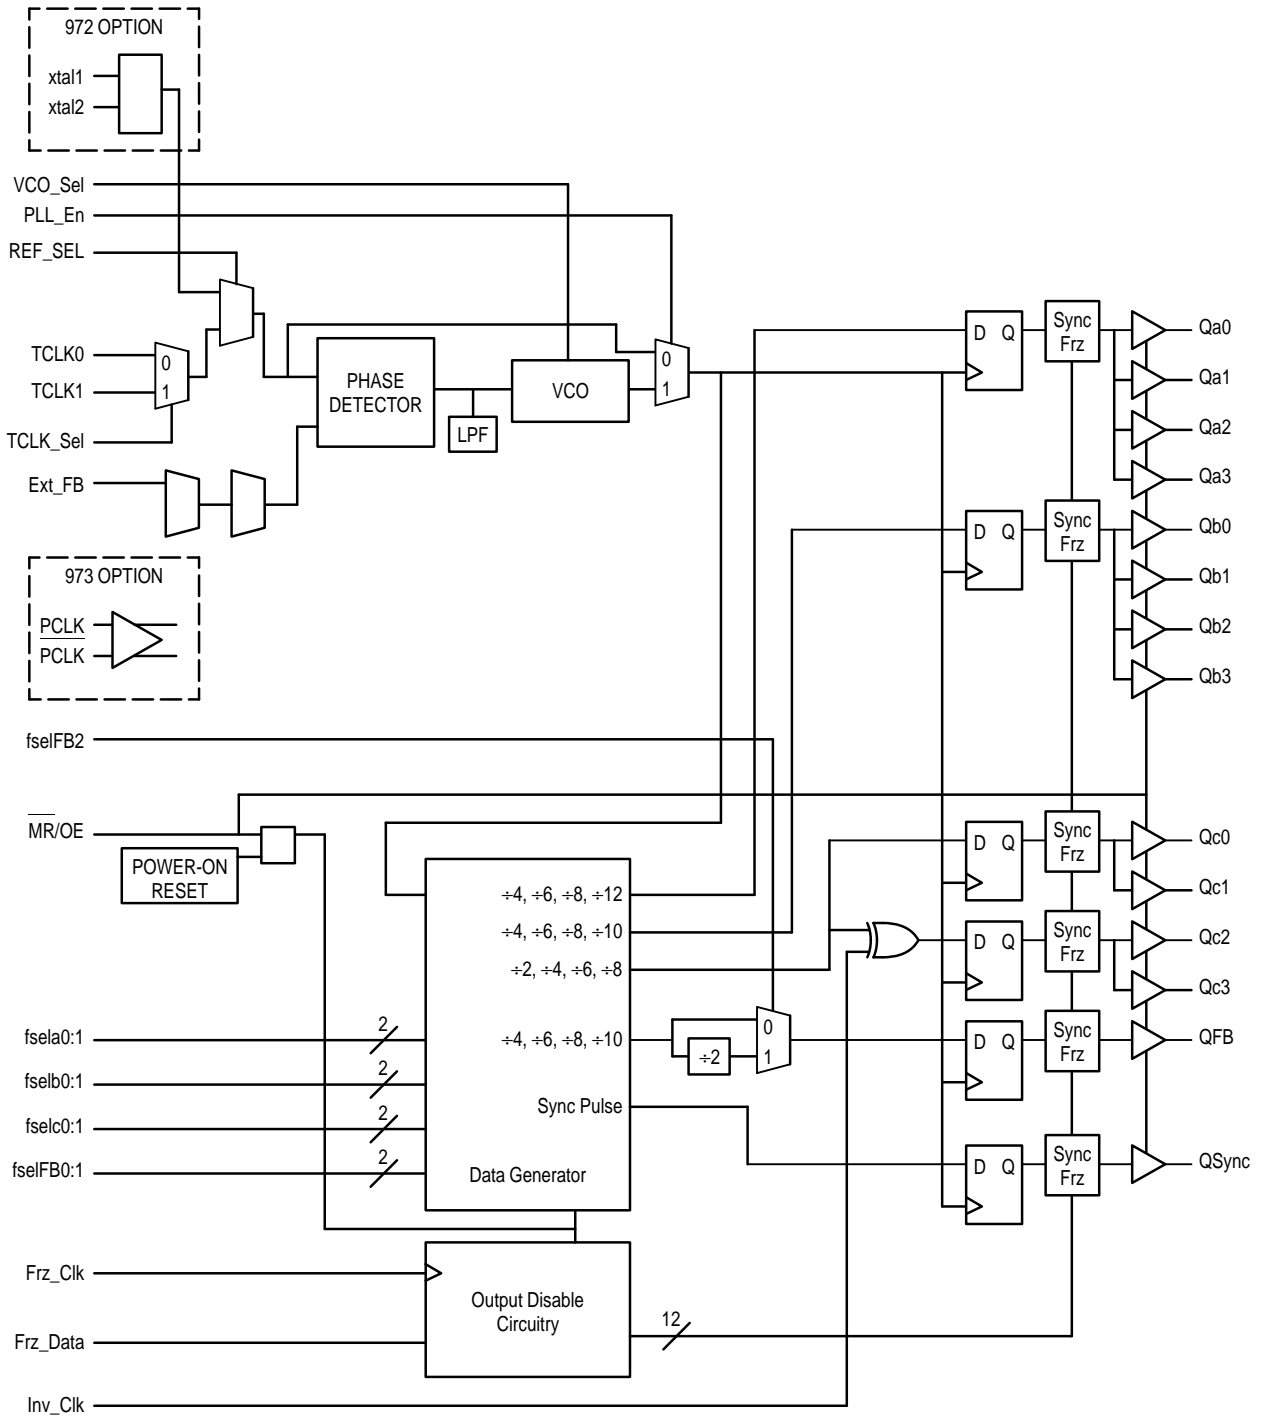 972 OPTION
xtal1
xtal2
VCO_Sel
PLL_En
REF_SEL
TCLK0
TCLK1
0
1
TCLK_Sel
Ext_FB
PHASE
DETECTOR
LPF
VCO
0
1
973 OPTION
PCLK
PCLK
fselFB2
MR/OE
POWER-ON
RESET
fsela0:1
2
fselb0:1
2
fselc0:1
2
fselFB0:1
2
÷4, ÷6, ÷8, ÷12
÷4, ÷6, ÷8, ÷10
÷2, ÷4, ÷6, ÷8
÷4, ÷6, ÷8, ÷10
Sync Pulse
Data Generator
÷2
0
1
Frz_Clk
Frz_Data
Output Disable
Circuitry
12
Inv_Clk
D Q
Sync
Frz
Qa0
Qa1
Qa2
Qa3
D Q
Sync
Frz
Qb0
Qb1
Qb2
Qb3
D Q
Sync
Frz
Qc0
Qc1
D Q
Sync
Frz
Qc2
Qc3
D Q
Sync
Frz
QFB
D Q
Sync
Frz
QSync